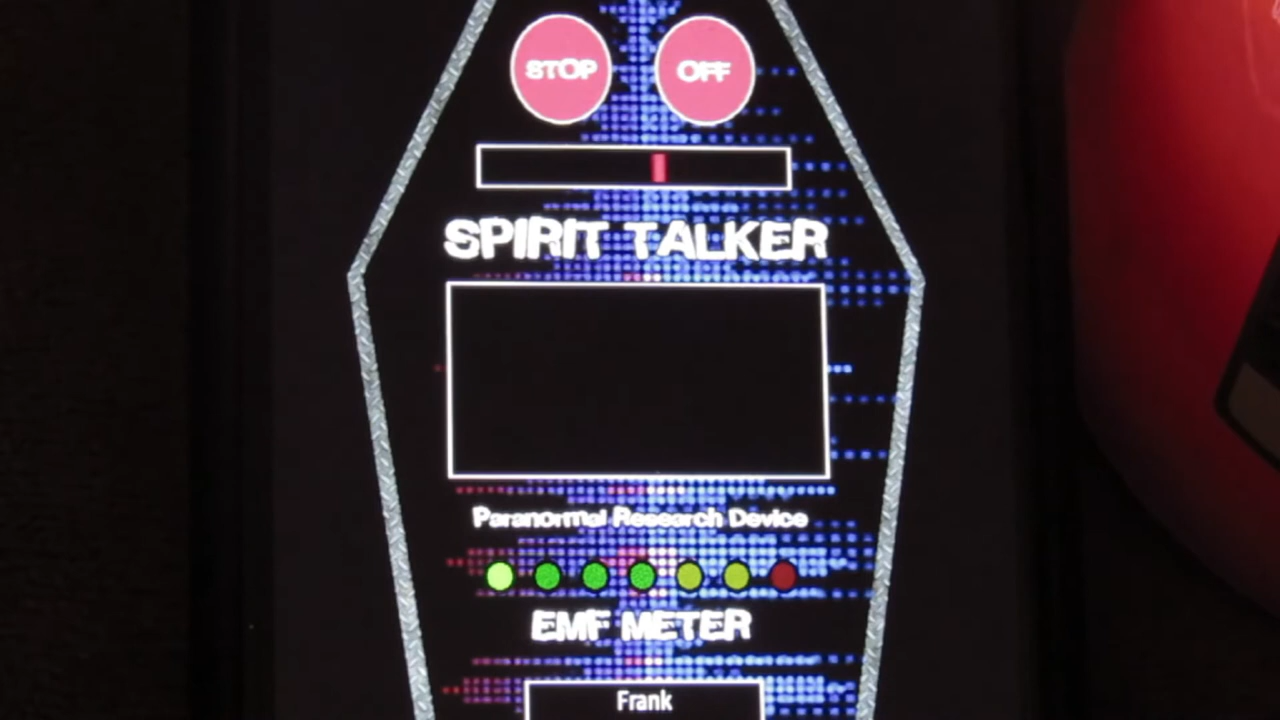 STOP OFF
SPIRIT TALKER
Paranormal Research Device
EMF METER
Frank